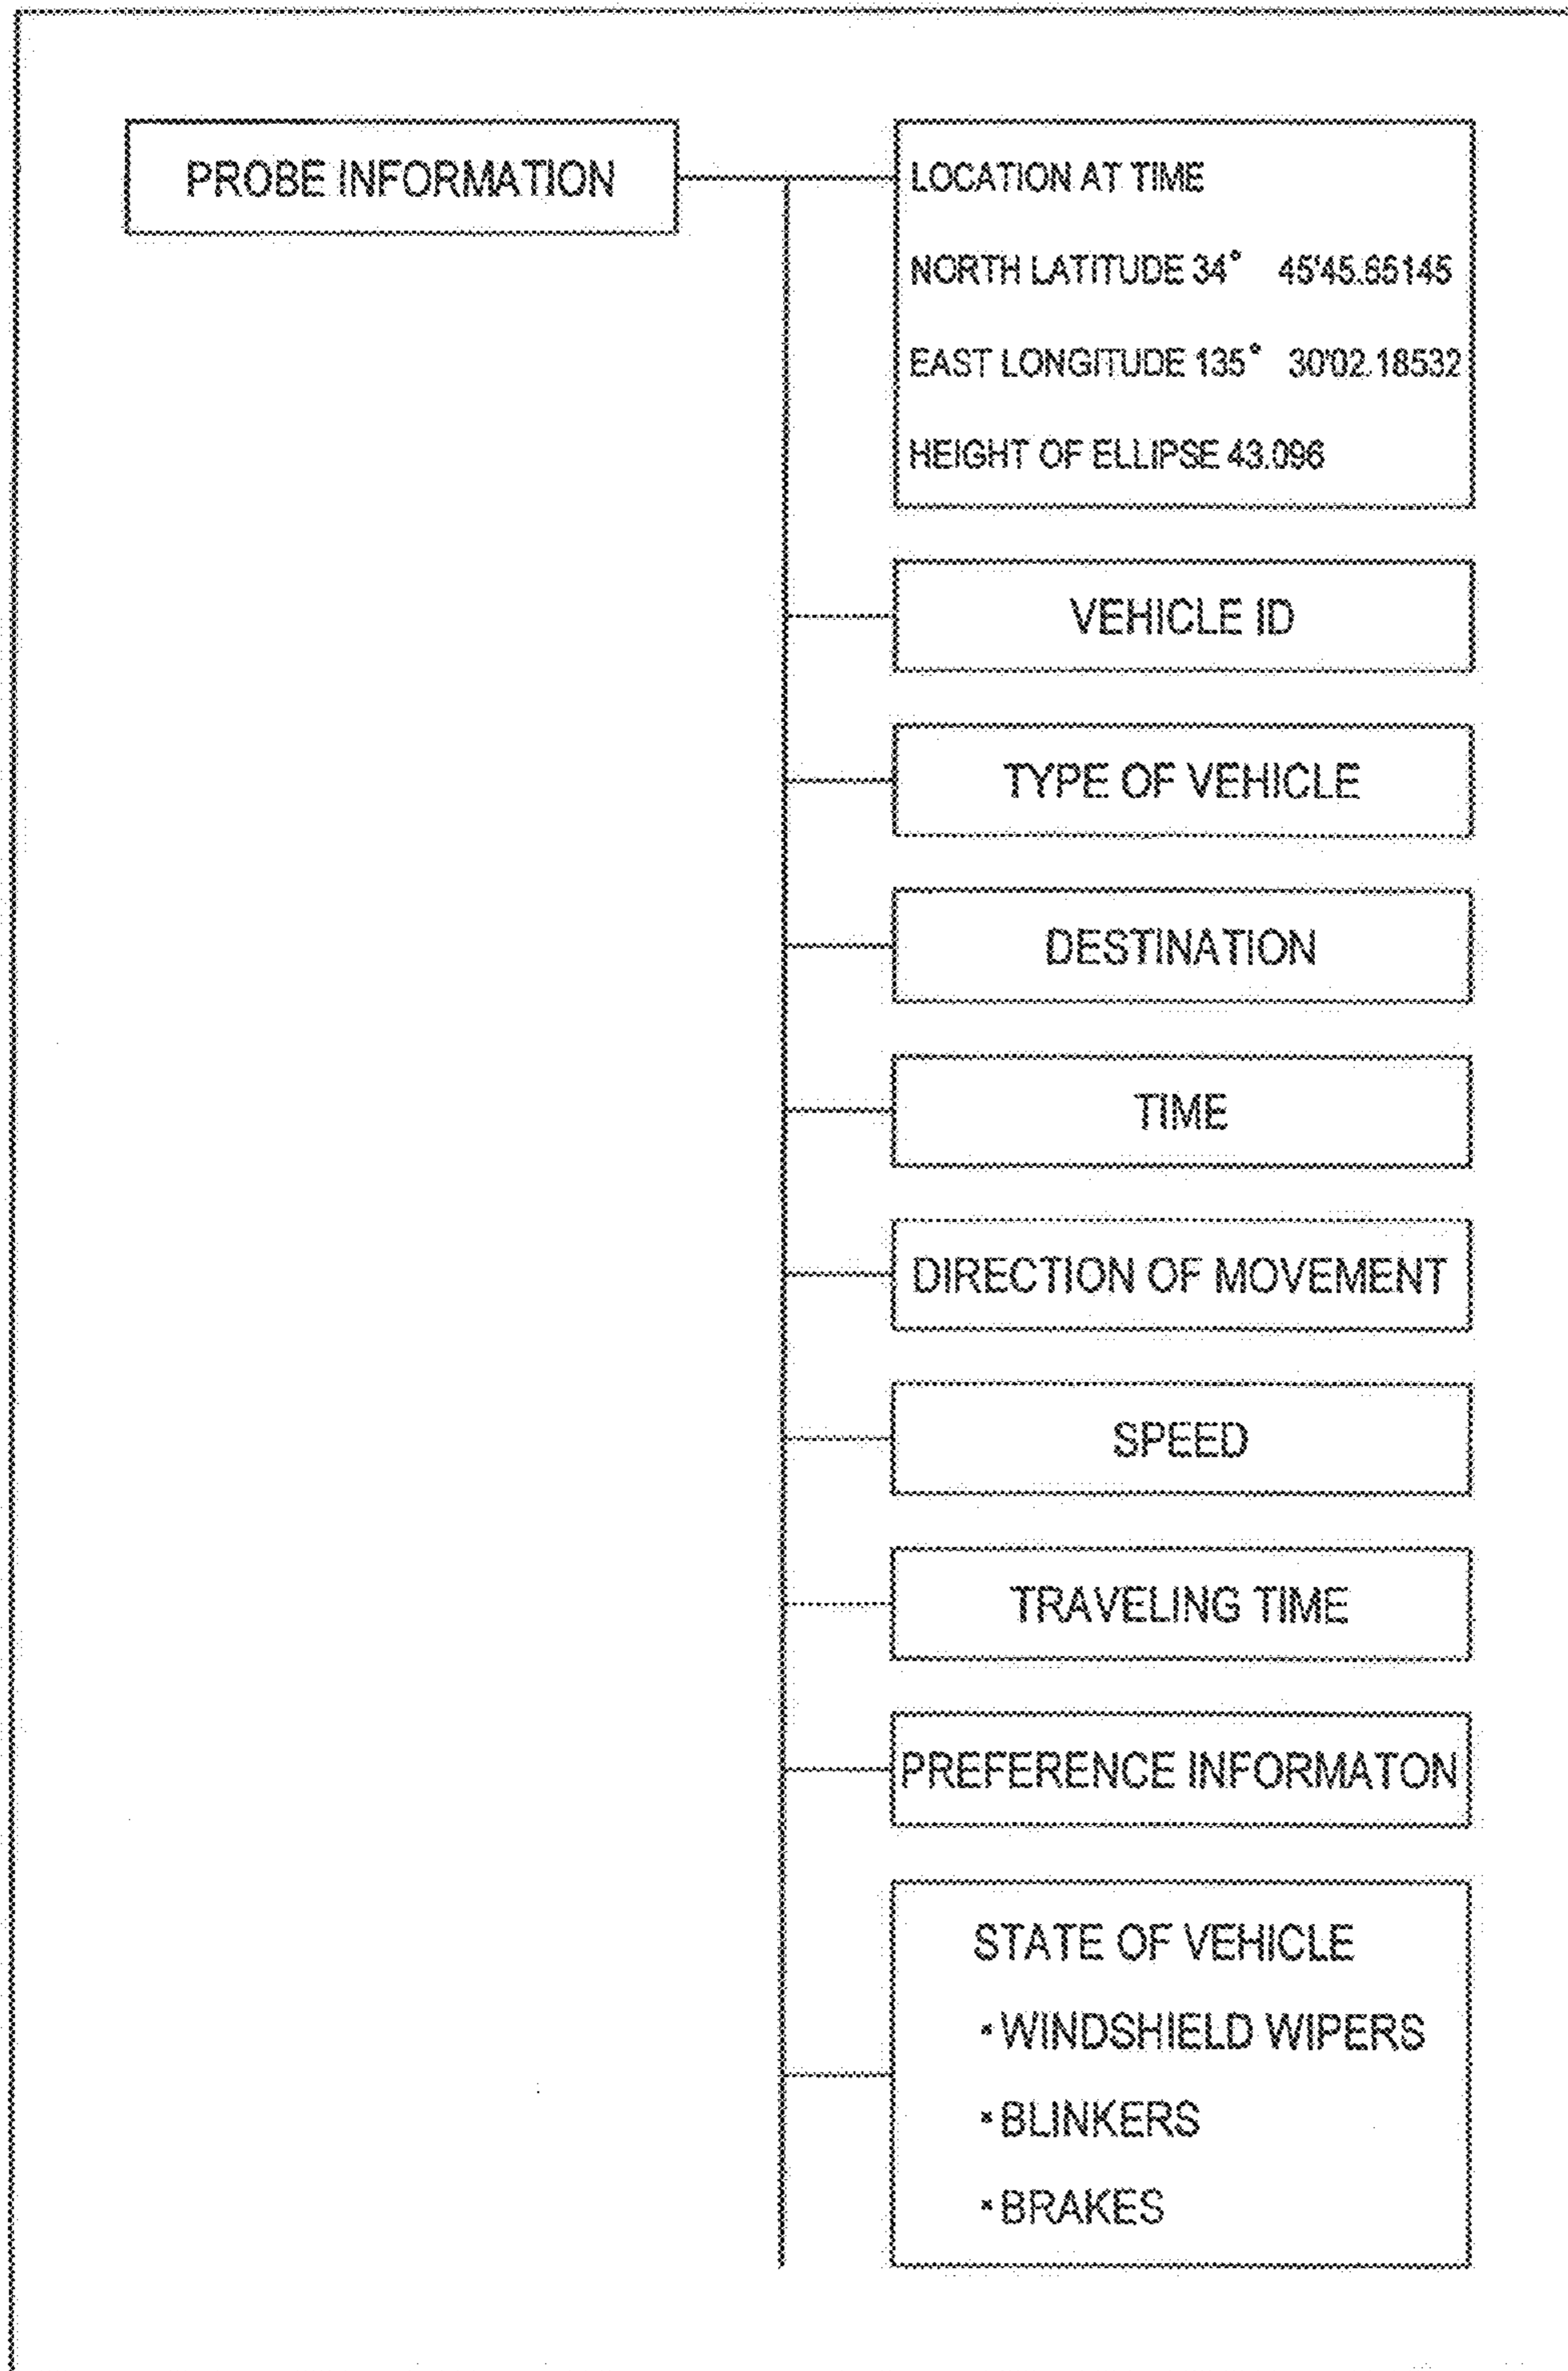 PROBE INFORMATION
LOCATION AT TIME
NORTH LATITUDE 34° 45'45.65145
EAST LONGITUDE 135° 30'02.18532
HEIGHT OF ELLIPSE 43.096
VEHICLE ID
TYPE OF VEHICLE
DESTINATION
TIME
DIRECTION OF MOVEMENT
SPEED
TRAVELING TIME
PREFERENCE INFORMATON
STATE OF VEHICLE
・WINDSHIELD WIPERS
・BLINKERS
・BRAKES